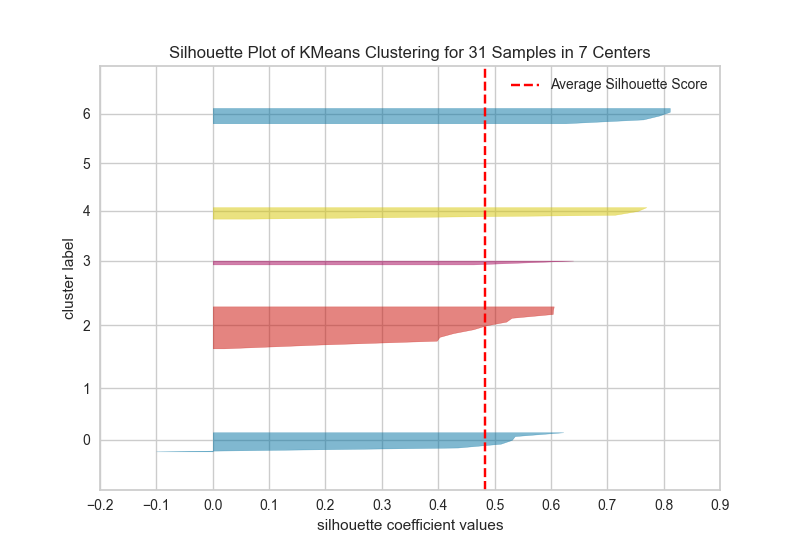 Silhouette Plot of KMeans Clustering for 31 Samples in 7 Centers
Average Silhouette Score
6
5
4
3
2
1
0
cluster label
−0.2 −0.1 0.0 0.1 0.2 0.3 0.4 0.5 0.6 0.7 0.8 0.9
silhouette coefficient values